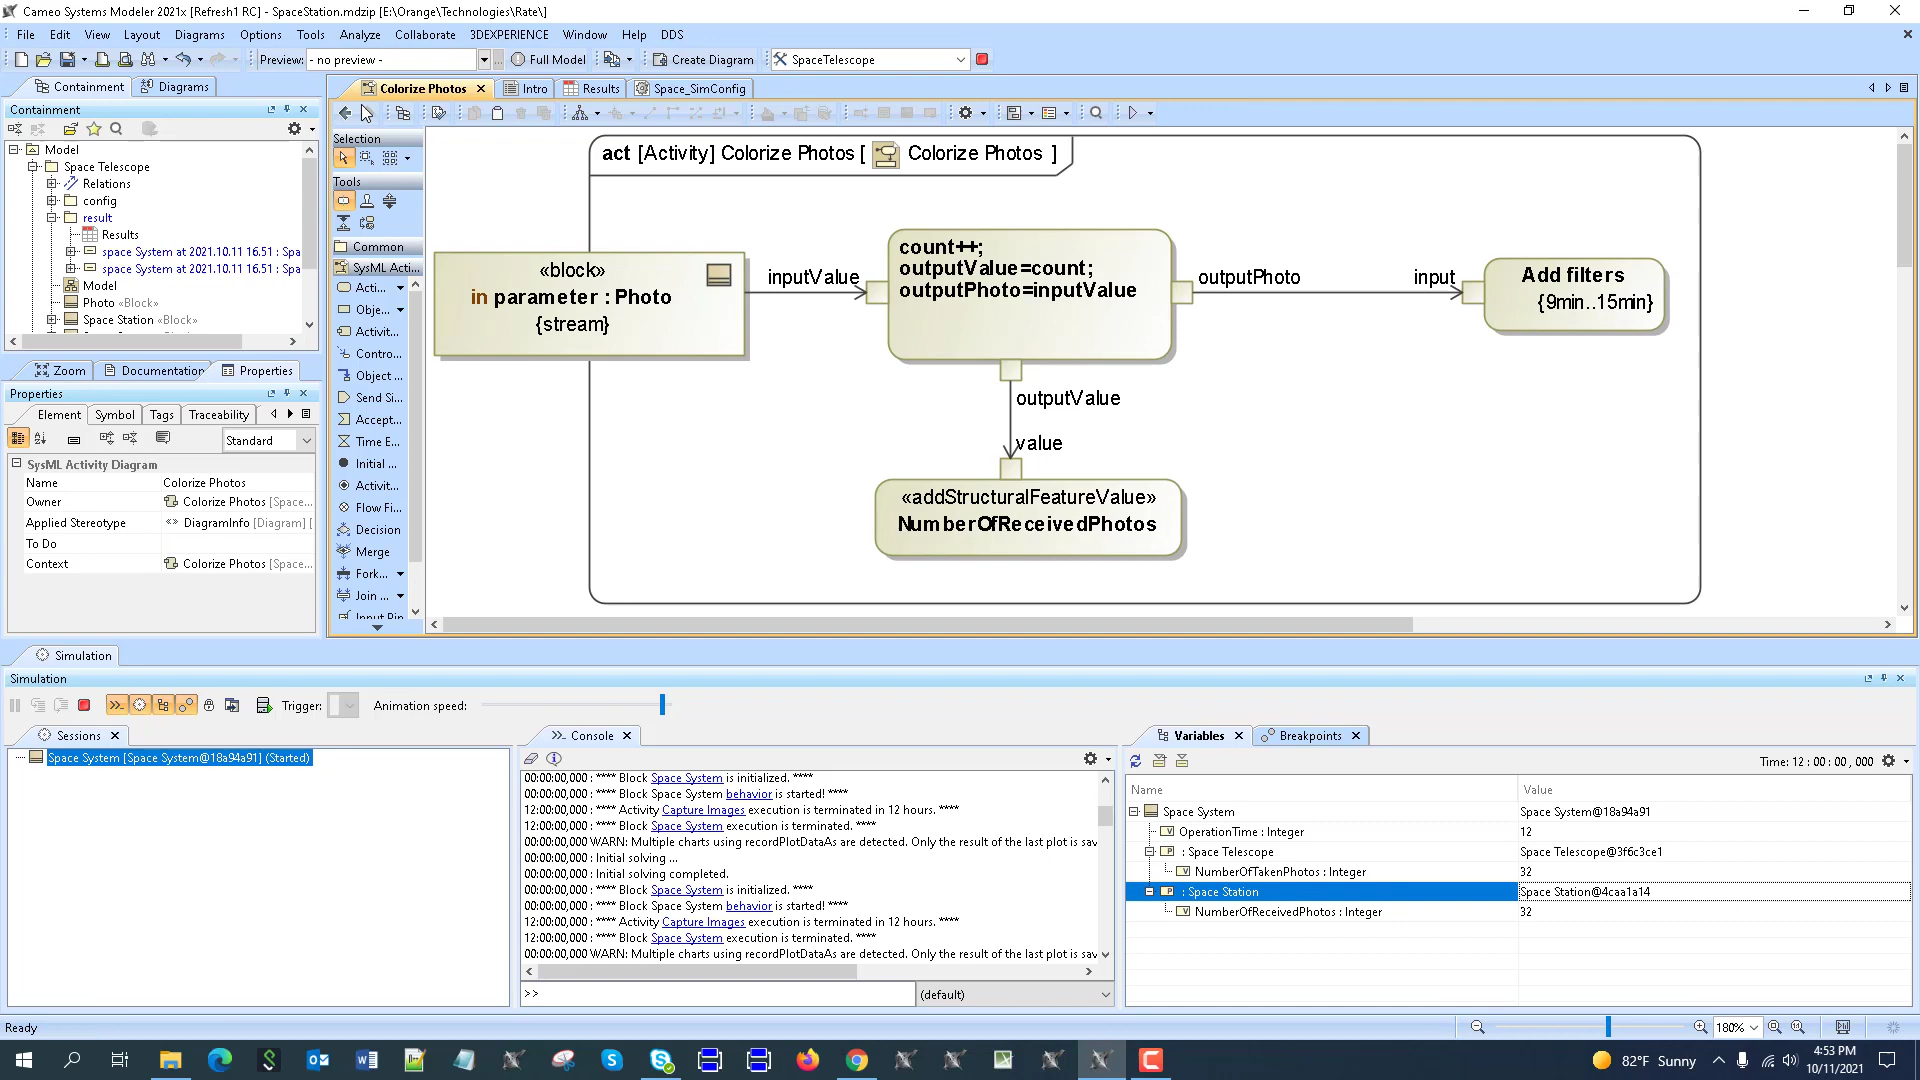 Cameo Systems Modeler 2021x [Refresh1 RC] - SpaceStation.mdzip [E:\Orange\Technologies\Rate\]
File Edit View Layout Diagrams Options Tools Analyze Collaborate 3DEXPERIENCE Window Help DDS
Preview: - no preview - Full Model Create Diagram SpaceTelescope
Containment Diagrams
Containment
Model
Space Telescope
Relations
config
result
Results
space System at 2021.10.11 16.51 : Spa
space System at 2021.10.11 16.51 : Spa
Model
Photo «Block»
Space Station «Block»
Zoom Documentation Properties
Properties
Element Symbol Tags Traceability
Standard
SysML Activity Diagram
Name Colorize Photos
Owner Colorize Photos [Space...
Applied Stereotype «» DiagramInfo [Diagram] [
To Do
Context Colorize Photos [Space...
Colorize Photos Intro Results Space_SimConfig
Selection
Tools
Common
SysML Acti...
Acti...
Obje...
Activit...
Contro...
Object ...
Send Si...
Accept...
Time E...
Initial ...
Activit...
Flow Fi...
Decision
Merge
Fork...
Join ...
Input Pin
act [Activity] Colorize Photos [ Colorize Photos ]
«block»
in parameter : Photo
{stream}
inputValue
count++;
outputValue=count;
outputPhoto=inputValue
outputPhoto input
Add filters
{9min..15min}
outputValue
value
«addStructuralFeatureValue»
NumberOfReceivedPhotos
Simulation
Simulation
Trigger: Animation speed:
Sessions
Space System [Space System@18a94a91] (Started)
Console
00:00:00,000 : **** Block Space System is initialized. ****
00:00:00,000 : **** Block Space System behavior is started! ****
12:00:00,000 : **** Activity Capture Images execution is terminated in 12 hours. ****
12:00:00,000 : **** Block Space System execution is terminated. ****
00:00:00,000 WARN: Multiple charts using recordPlotDataAs are detected. Only the result of the last plot is sav
00:00:00,000 : Initial solving ...
00:00:00,000 : Initial solving completed.
00:00:00,000 : **** Block Space System is initialized. ****
00:00:00,000 : **** Block Space System behavior is started! ****
12:00:00,000 : **** Activity Capture Images execution is terminated in 12 hours. ****
12:00:00,000 : **** Block Space System execution is terminated. ****
00:00:00,000 WARN: Multiple charts using recordPlotDataAs are detected. Only the result of the last plot is sav
>> (default)
Variables Breakpoints
Time: 12 : 00 : 00 , 000
Name Value
Space System Space System@18a94a91
OperationTime : Integer 12
: Space Telescope Space Telescope@3f6c3ce1
NumberOfTakenPhotos : Integer 32
: Space Station Space Station@4caa1a14
NumberOfReceivedPhotos : Integer 32
Ready
180%
82°F Sunny
4:53 PM
10/11/2021